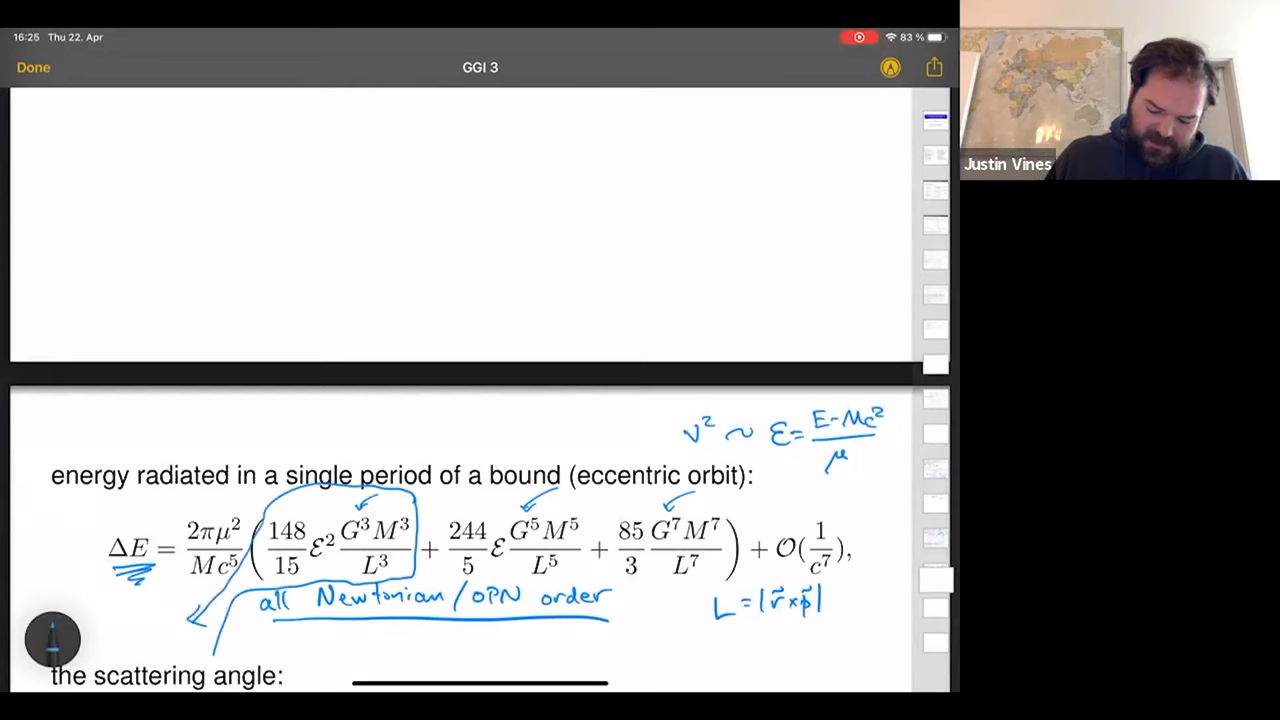 16:25 Thu 22. Apr
83 %
Done
GGI 3
Justin Vines
v² ~ ℰ = (E-Mc²)/μ
energy radiated in a single period of a bound (eccentric orbit):
ΔE = 2πμ²/Mc⁵ (148/15 ℰ² G³M³/L³ + 244/5 ℰ G⁵M⁵/L⁵ + 85/3 G⁷M⁷/L⁷) + 𝒪(1/c⁷),
all Newtonian/0PN order
L = |r⃗×p⃗|
the scattering angle: